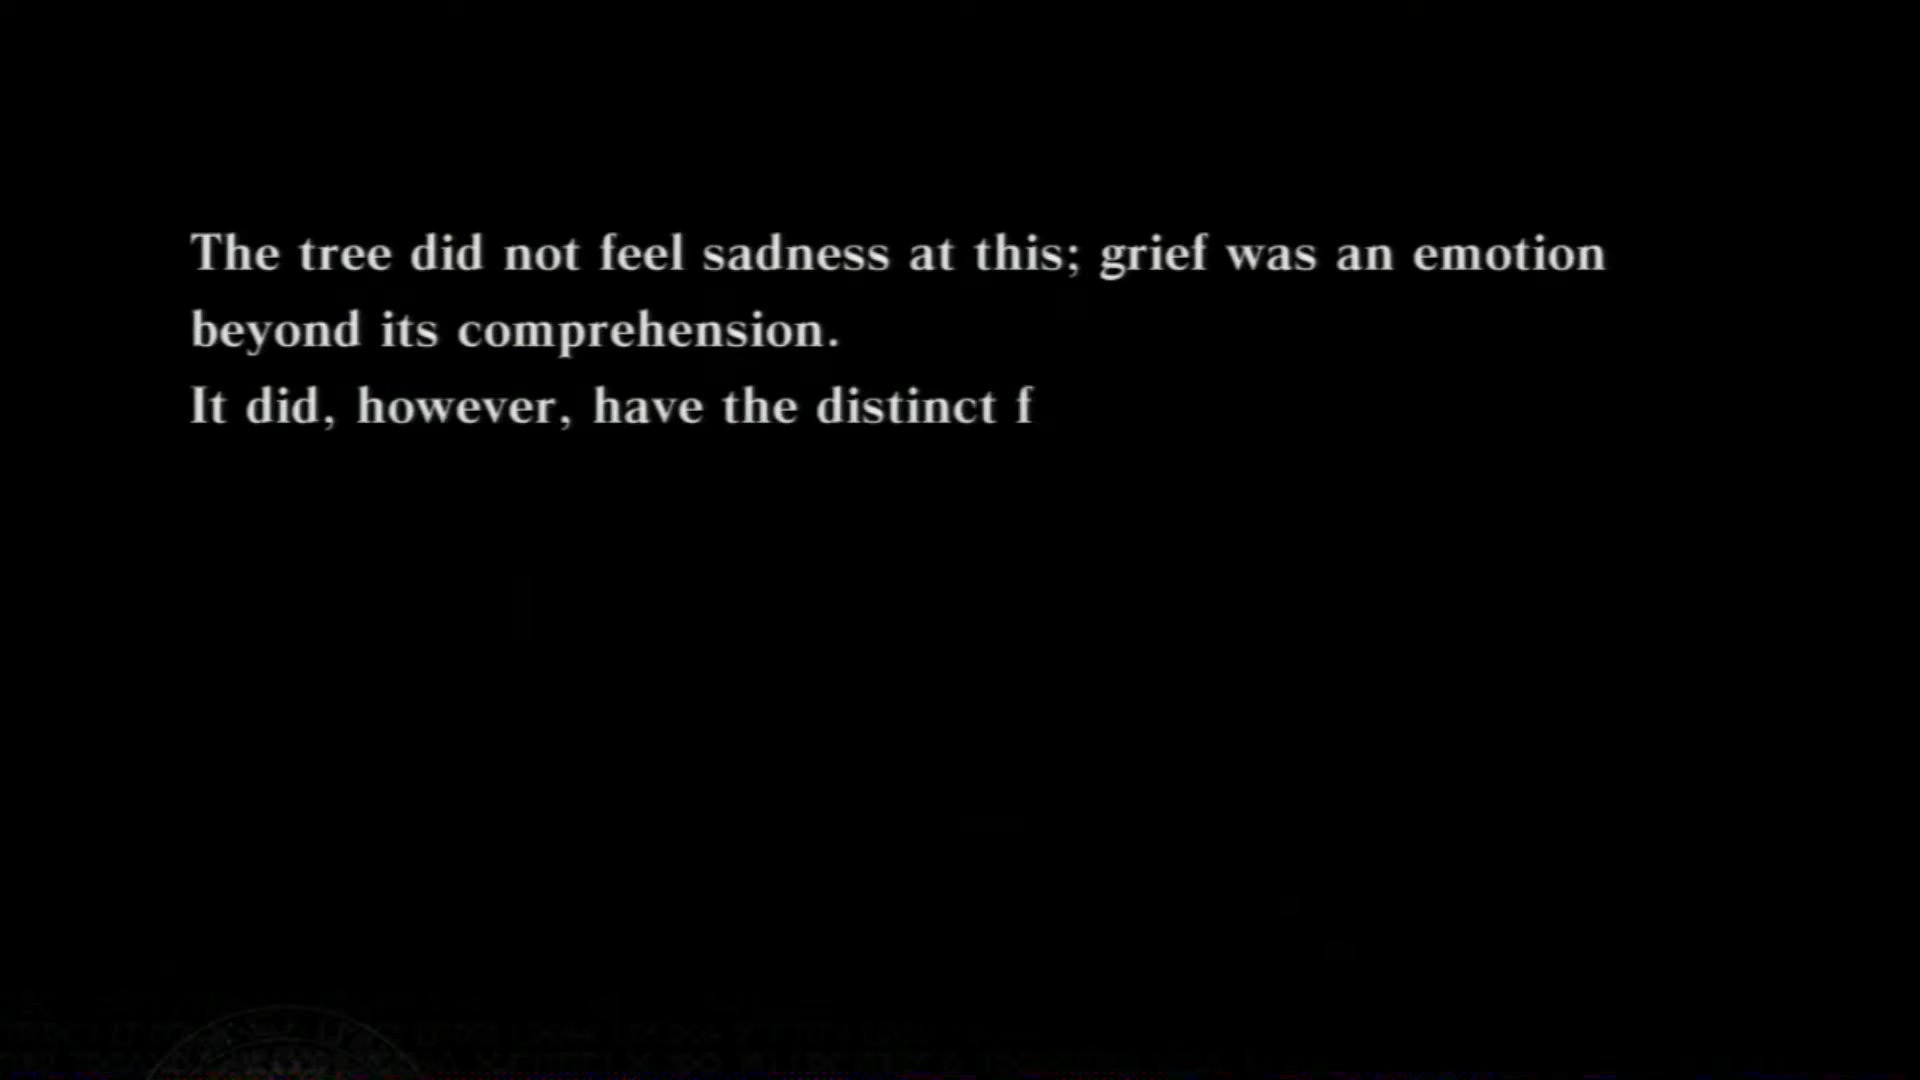 The tree did not feel sadness at this; grief was an emotion
beyond its comprehension.
It did, however, have the distinct f